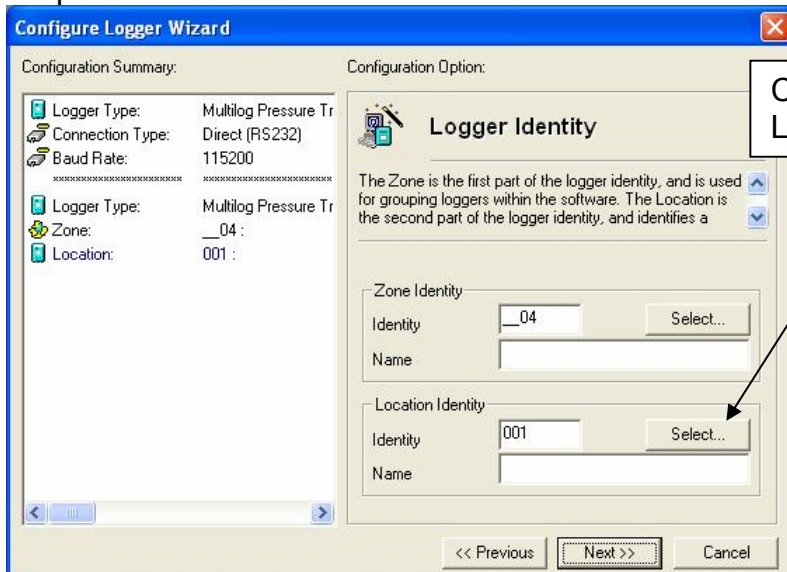 Configure Logger Wizard
Configuration Summary:
Logger Type: Multilog Pressure Tr
Connection Type: Direct (RS232)
Baud Rate: 115200
xxxxxxxxxxxxxxxxxxxxxxx xxxxxxxxxxxxxxxxxxxxxxx
Logger Type: Multilog Pressure Tr
Zone: __04 :
Location: 001 :
Configuration Option:
Logger Identity
The Zone is the first part of the logger identity, and is used
for grouping loggers within the software. The Location is
the second part of the logger identity, and identifies a
Zone Identity
Identity __04 Select...
Name
Location Identity
Identity 001 Select...
Name
<< Previous Next >> Cancel